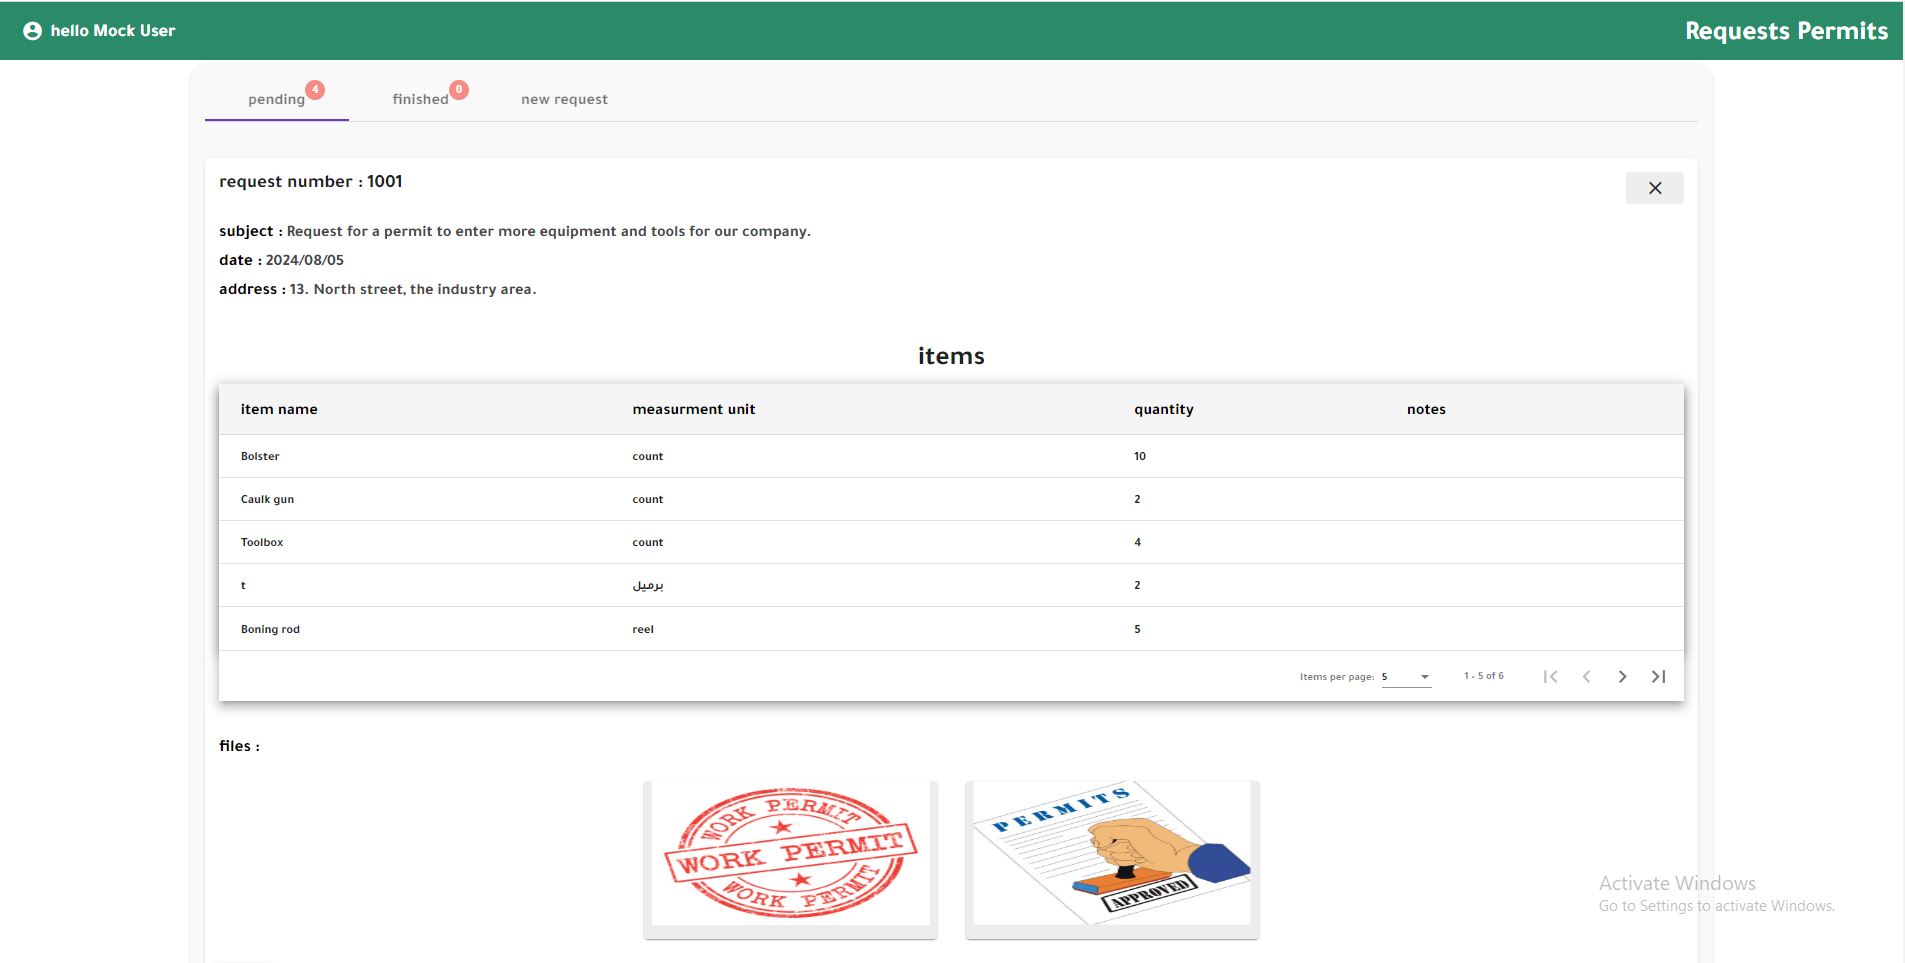 hello Mock User
Requests Permits
pending 4
finished 0
new request
request number : 1001
subject : Request for a permit to enter more equipment and tools for our company.
date : 2024/08/05
address : 13. North street, the industry area.
items
item name measurment unit quantity notes
Bolster count 10
Caulk gun count 2
Toolbox count 4
t برميل 2
Boning rod reel 5
Items per page: 5 1 - 5 of 6
files :
WORK PERMIT
WORK PERMIT
WORK PERMIT
PERMITS
APPROVED
Activate Windows
Go to Settings to activate Windows.